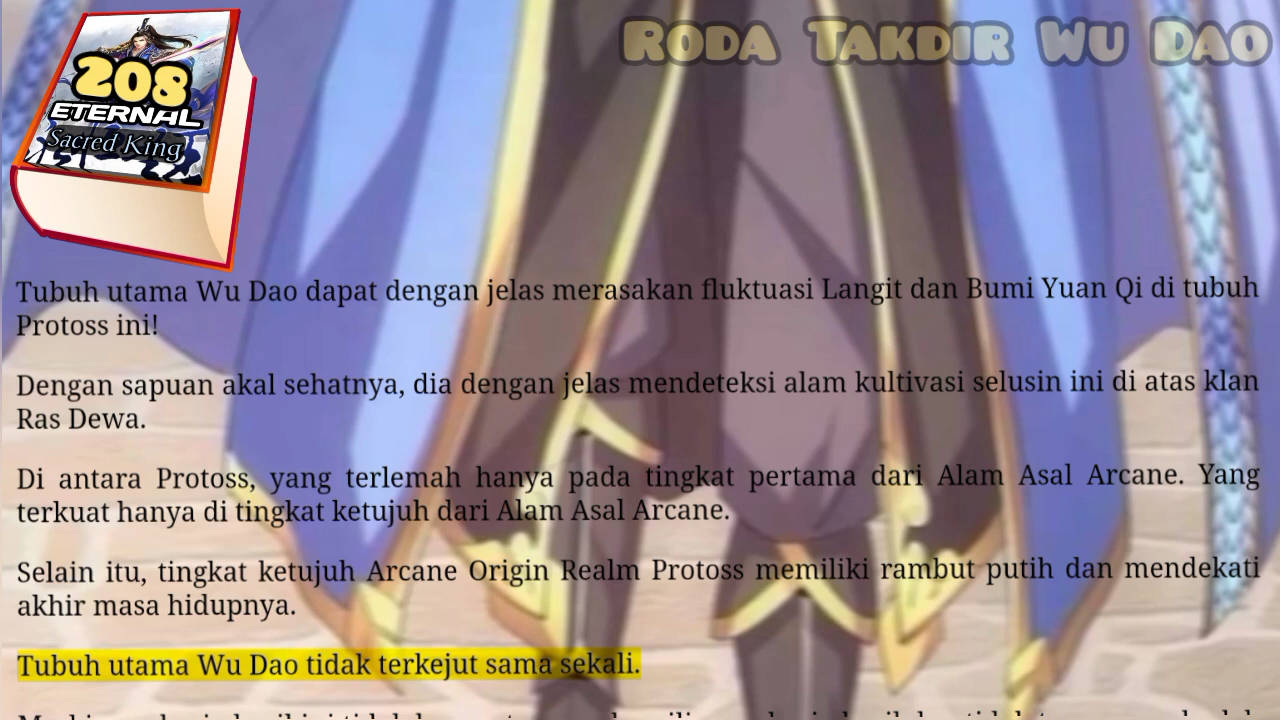 RODA TAKDIR WU DAO
208
ETERNAL
Sacred King
Tubuh utama Wu Dao dapat dengan jelas merasakan fluktuasi Langit dan Bumi Yuan Qi di tubuh
Protoss ini!
Dengan sapuan akal sehatnya, dia dengan jelas mendeteksi alam kultivasi selusin ini di atas klan
Ras Dewa.
Di antara Protoss, yang terlemah hanya pada tingkat pertama dari Alam Asal Arcane. Yang
terkuat hanya di tingkat ketujuh dari Alam Asal Arcane.
Selain itu, tingkat ketujuh Arcane Origin Realm Protoss memiliki rambut putih dan mendekati
akhir masa hidupnya.
Tubuh utama Wu Dao tidak terkejut sama sekali.